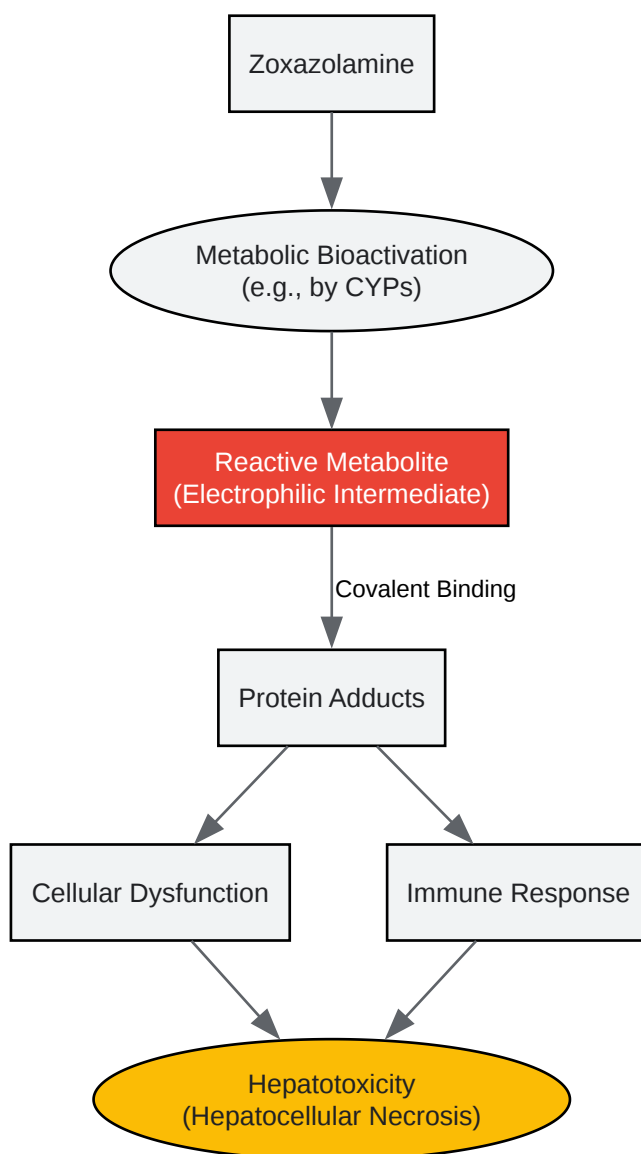 Zoxazolamine
Metabolic Bioactivation
(e.g., by CYPs)
Reactive Metabolite
(Electrophilic Intermediate)
Covalent Binding
Protein Adducts
Cellular Dysfunction
Immune Response
Hepatotoxicity
(Hepatocellular Necrosis)